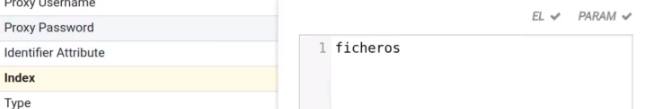 Proxy Username
Proxy Password
Identifier Attribute
Index
Type
EL ✓ PARAM ✓
1 ficheros